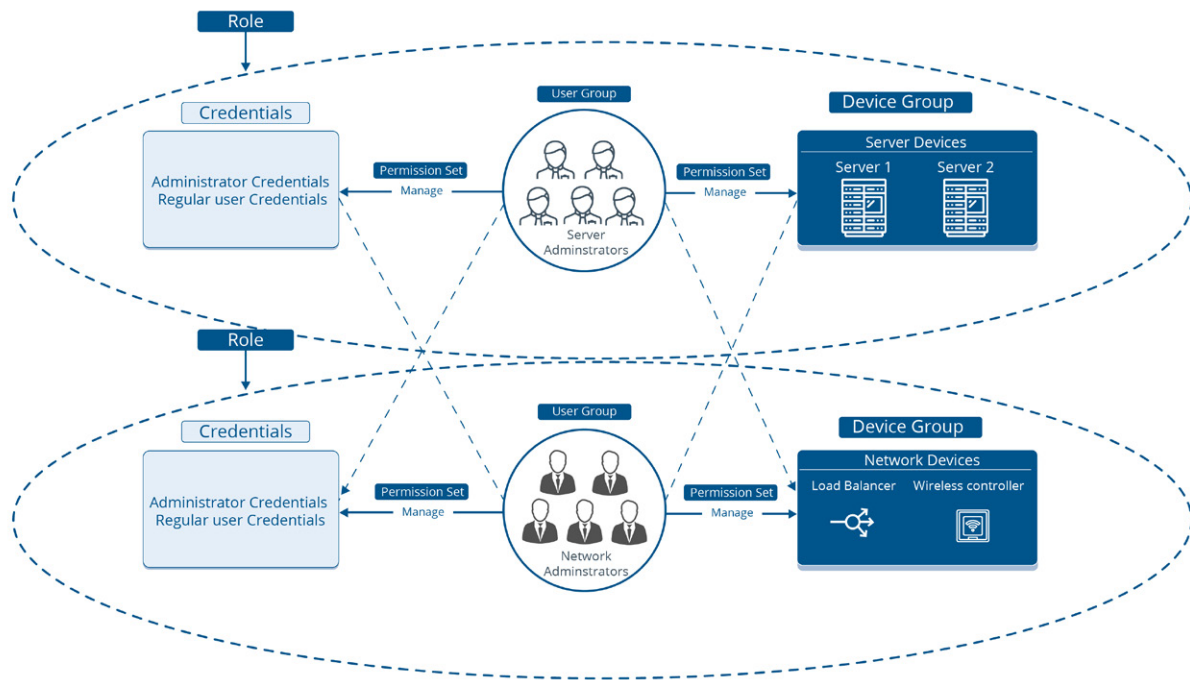 Role
Credentials
User Group
Device Group
Administrator Credentials
Regular user Credentials
Permission Set
Manage
Server
Adminstrators
Permission Set
Manage
Server Devices
Server 1
Server 2
Role
Credentials
User Group
Device Group
Administrator Credentials
Regular user Credentials
Permission Set
Manage
Network
Adminstrators
Permission Set
Manage
Network Devices
Load Balancer
Wireless controller